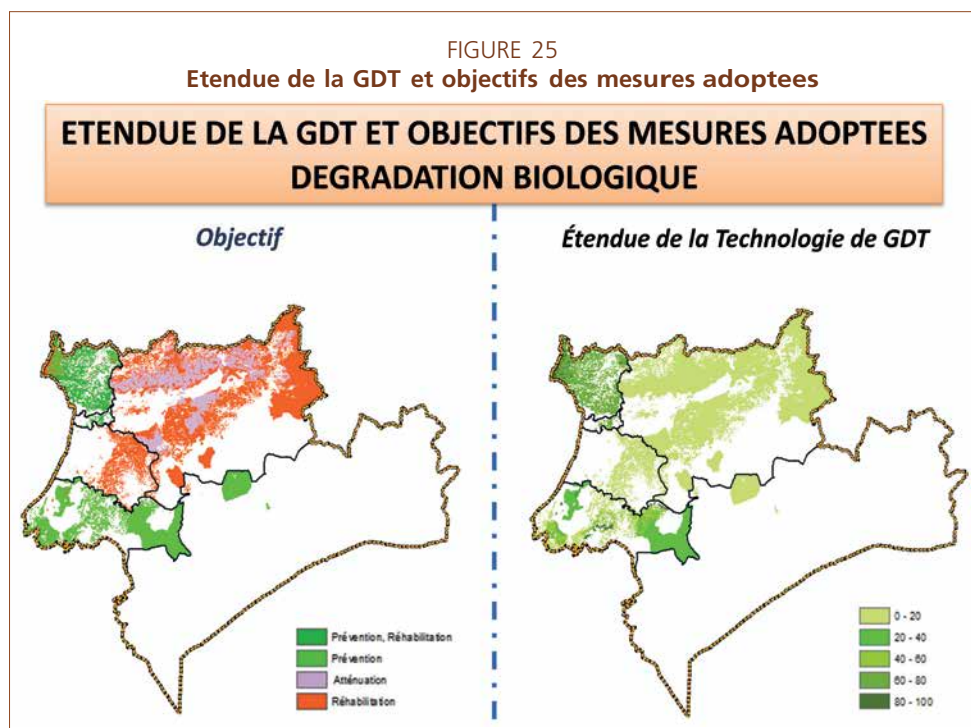 FIGURE 25
Etendue de la GDT et objectifs des mesures adoptees
ETENDUE DE LA GDT ET OBJECTIFS DES MESURES ADOPTEES
DEGRADATION BIOLOGIQUE
Objectif
Étendue de la Technologie de GDT
Prévention, Réhabilitation
Prévention
Atténuation
Réhabilitation
0 - 20
20 - 40
40 - 60
60 - 80
80 - 100